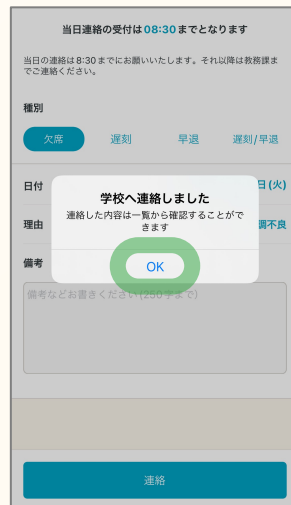 当日連絡の受付は08:30までとなります
当日の連絡は8:30までにお願いいたします。それ以降は教務課ま
でご連絡ください。
種別
欠席 遅刻 早退 遅刻/早退
日付 日(火)
学校へ連絡しました
連絡した内容は一覧から確認することがで
きます
理由 調不良
備考
OK
備考などお書きください(250字まで)
連絡